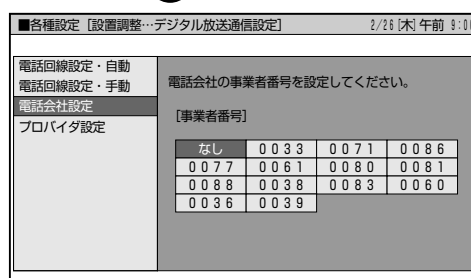 ■各種設定［設置調整…デジタル放送通信設定］ 2/26[木]午前 9:0
電話回線設定・自動
電話回線設定・手動
電話会社設定
プロバイダ設定
電話会社の事業者番号を設定してください。
［事業者番号］
なし 0033 0071 0086
0077 0061 0080 0081
0088 0038 0083 0060
0036 0039